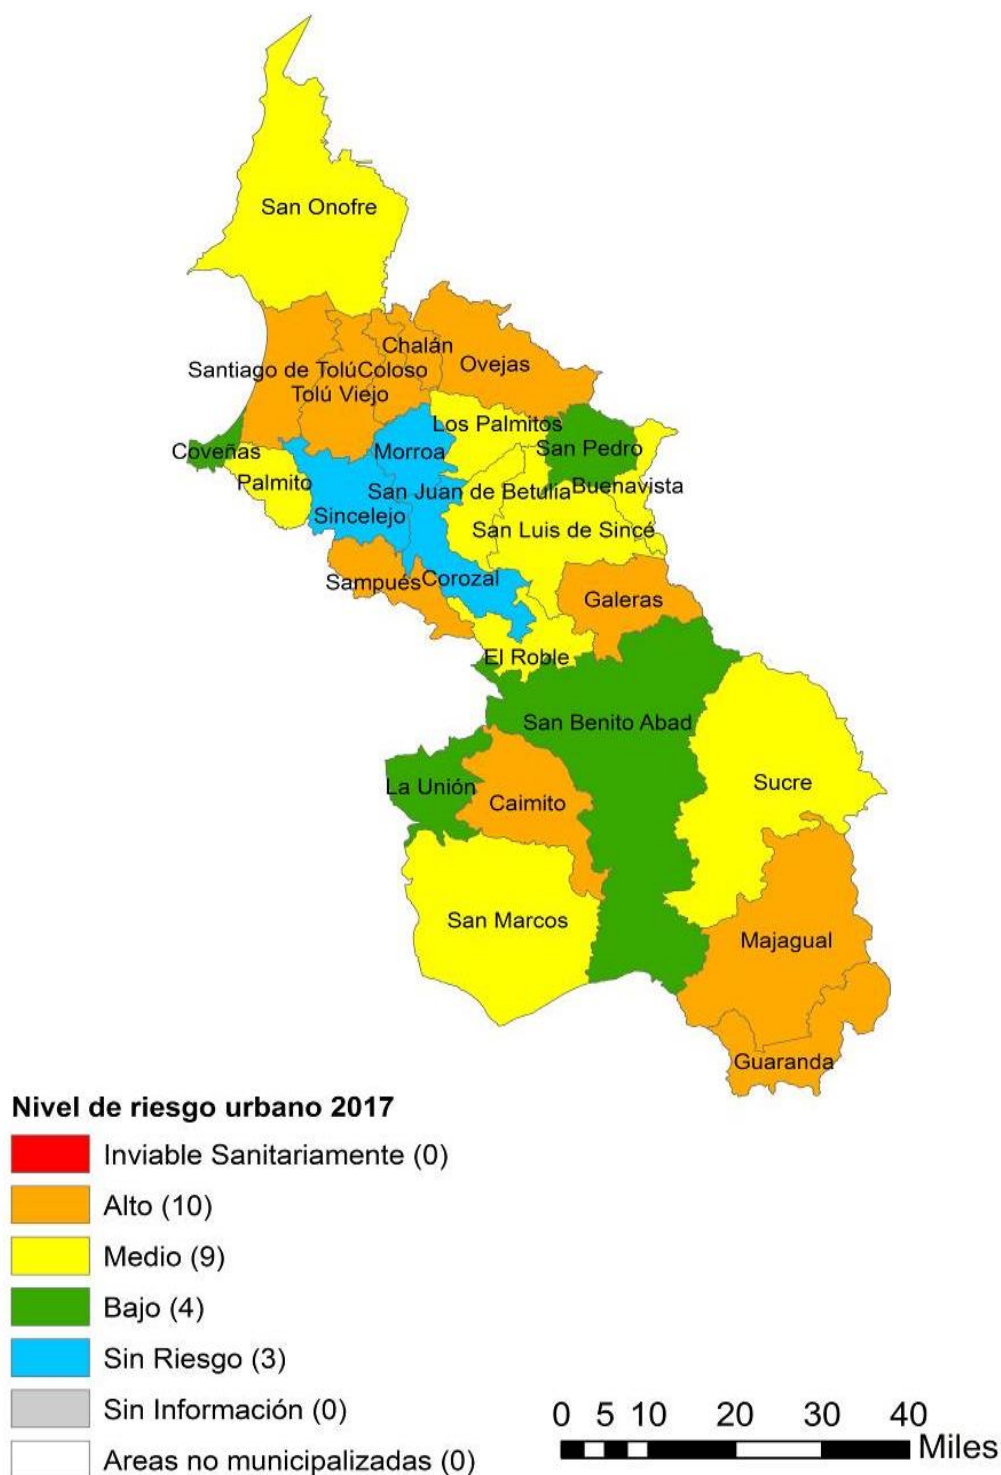 San Onofre
Chalán
Ovejas
Santiago de Tolú
Coloso
Tolú Viejo
Los Palmitos
Coveñas
Morroa
San Pedro
Palmito
San Juan de Betulia
Buenavista
Sincelejo
San Luis de Sincé
Sampués
Corozal
Galeras
El Roble
San Benito Abad
La Unión
Caimito
Sucre
San Marcos
Majagual
Guaranda
Nivel de riesgo urbano 2017
Inviable Sanitariamente (0)
Alto (10)
Medio (9)
Bajo (4)
Sin Riesgo (3)
Sin Información (0)
Areas no municipalizadas (0)
0 5 10 20 30 40
Miles